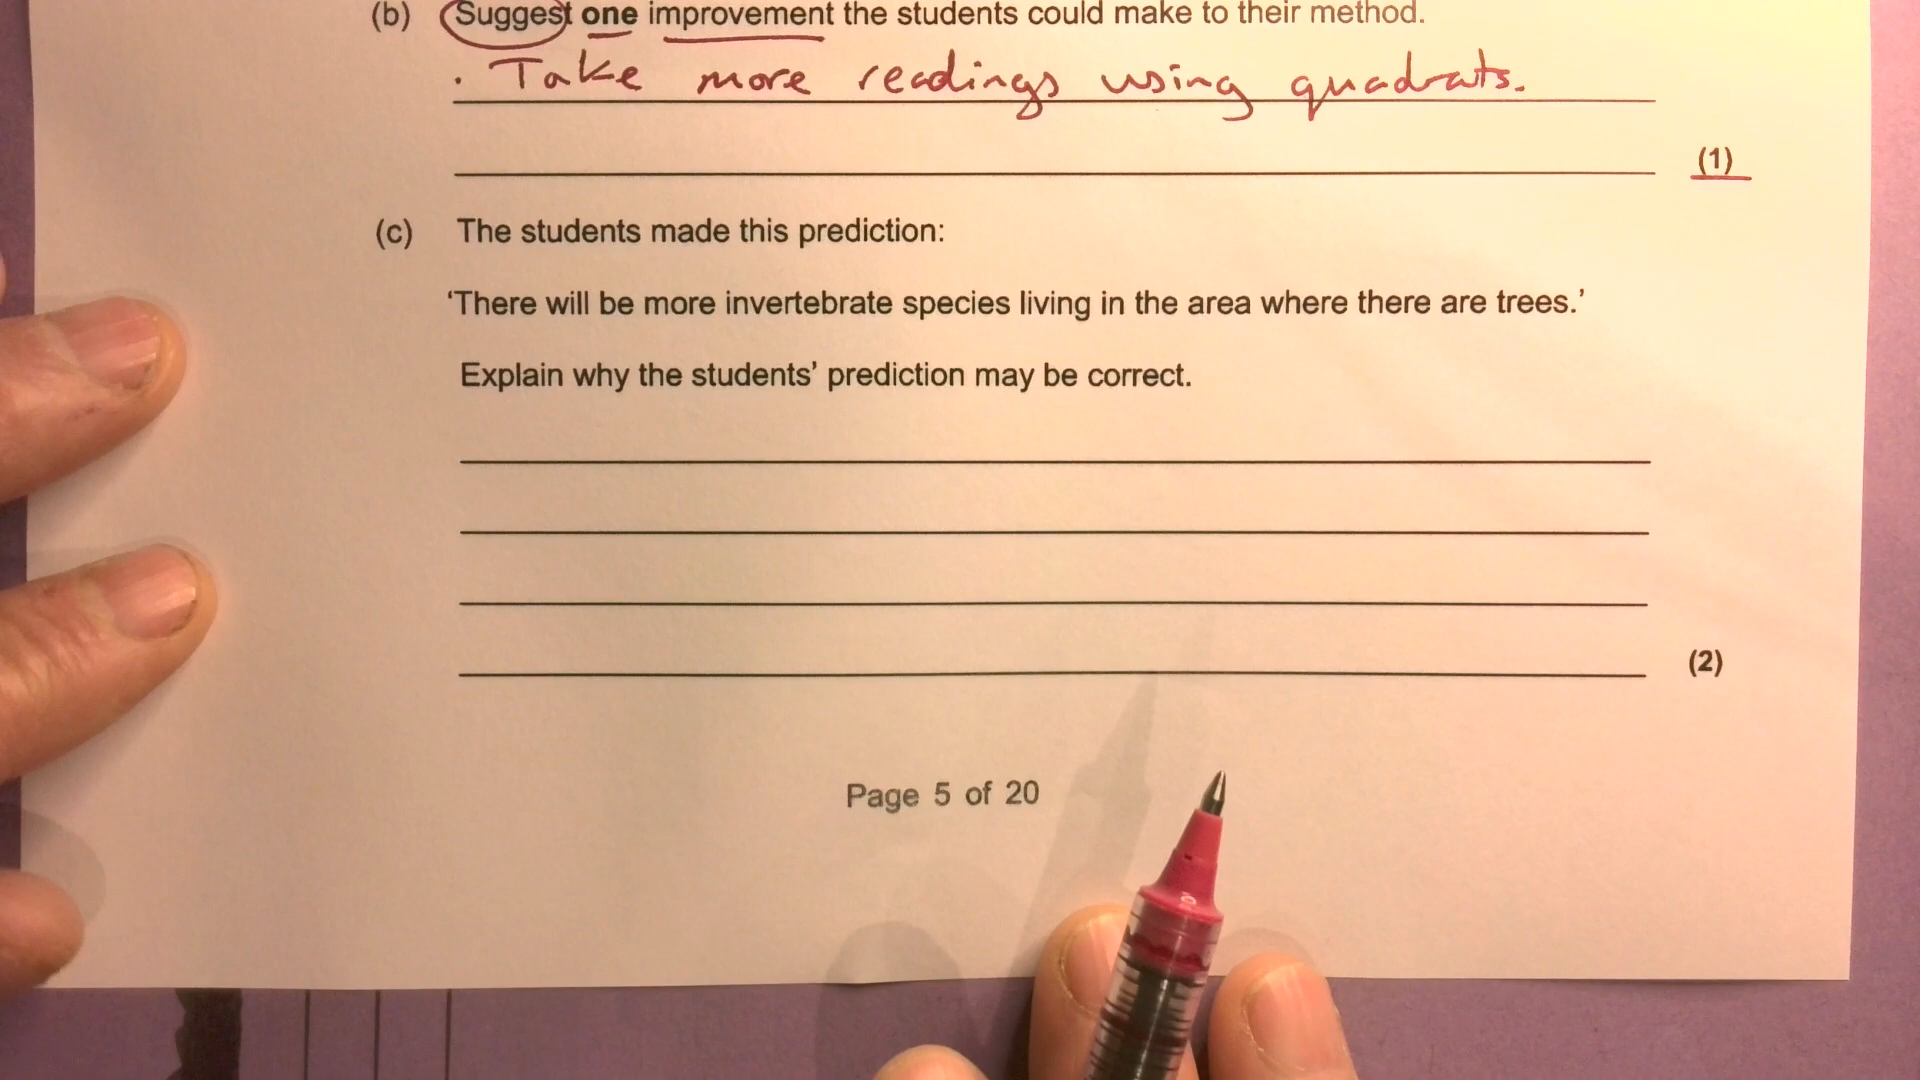 (b) Suggest one improvement the students could make to their method.
. Take more readings using quadrats.
(1)
(c) The students made this prediction:
‘There will be more invertebrate species living in the area where there are trees.’
Explain why the students’ prediction may be correct.
(2)
Page 5 of 20